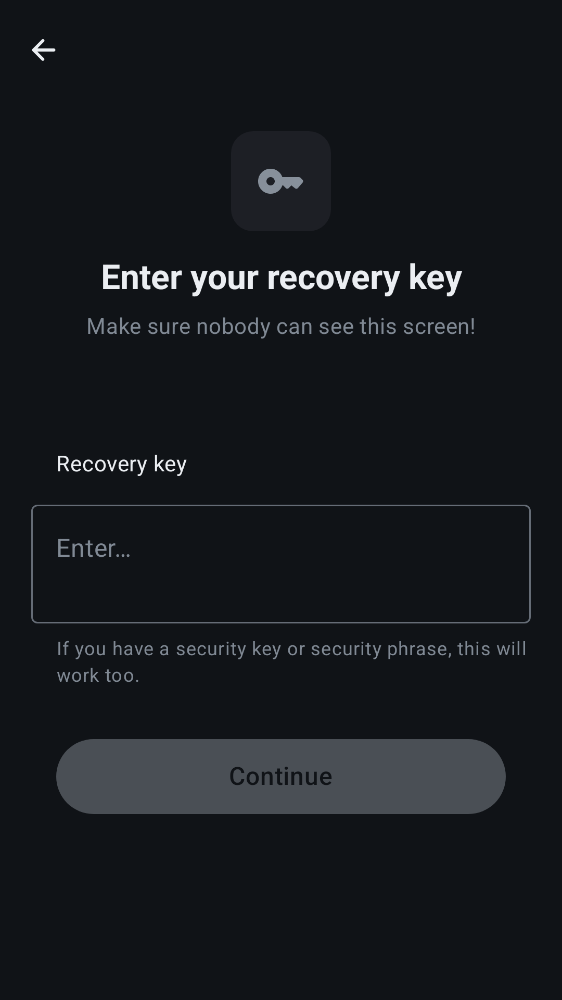 Enter your recovery key
Make sure nobody can see this screen!
Recovery key
Enter…
If you have a security key or security phrase, this will
work too.
Continue